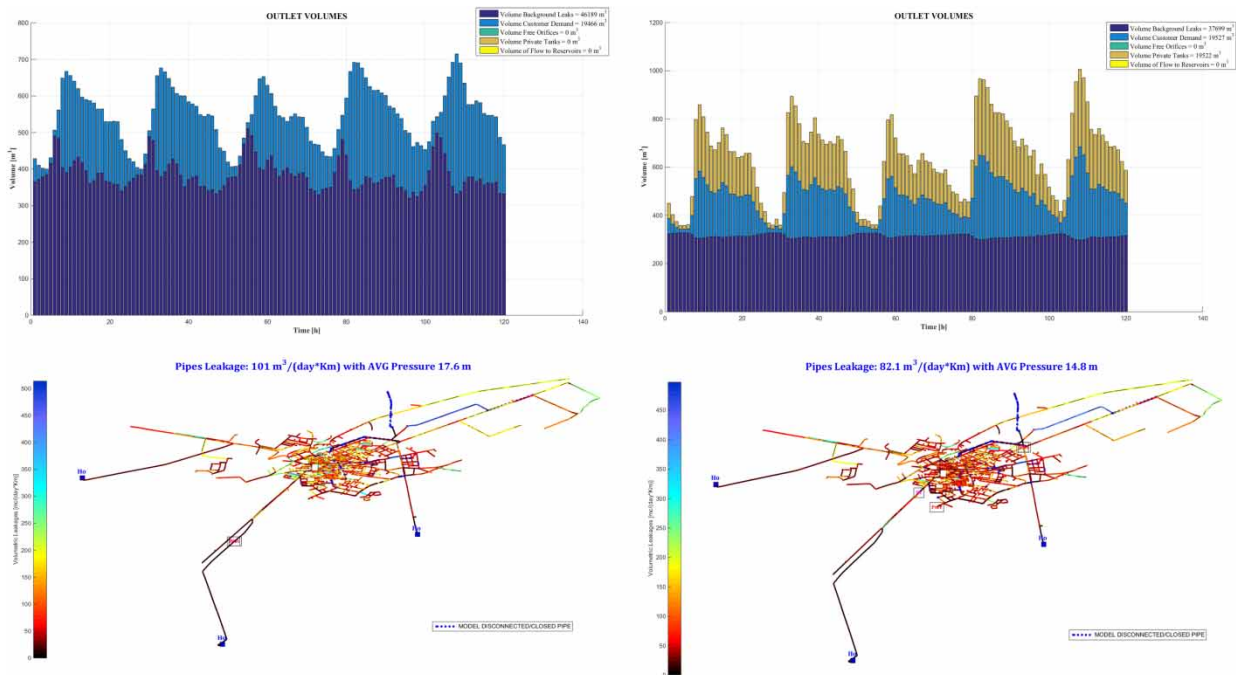 OUTLET VOLUMES
Volume Background Leaks = 46189 m³
Volume Customer Demand = 19466 m³
Volume Free Orifices = 0 m³
Volume Private Tanks = 0 m³
Volume of Flow to Reservoirs = 0 m³
Volume [m³]
800
700
600
500
400
300
200
100
0
0 20 40 60 80 100 120 140
Time [h]
OUTLET VOLUMES
Volume Background Leaks = 37699 m³
Volume Customer Demand = 19527 m³
Volume Free Orifices = 0 m³
Volume Private Tanks = 19522 m³
Volume of Flow to Reservoirs = 0 m³
Volume [m³]
1200
1000
800
600
400
200
0
0 20 40 60 80 100 120 140
Time [h]
Pipes Leakage: 101 m³/(day*Km) with AVG Pressure 17.6 m
Volumetric Leakages [mc/(day*Km)]
500
450
400
350
300
250
200
150
100
50
0
Ho
Ho
Ho
MODEL DISCONNECTED/CLOSED PIPE
Pipes Leakage: 82.1 m³/(day*Km) with AVG Pressure 14.8 m
Volumetric Leakages [mc/(day*Km)]
450
400
350
300
250
200
150
100
50
0
Ho
Ho
Ho
MODEL DISCONNECTED/CLOSED PIPE